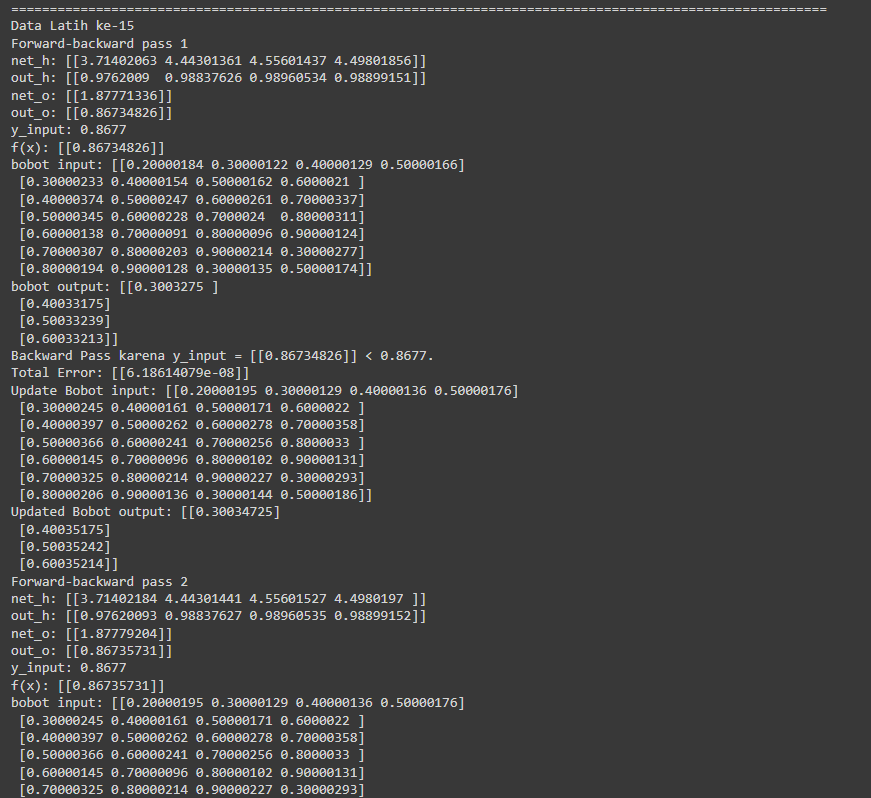 =========================================================================================================
Data Latih ke-15
Forward-backward pass 1
net_h: [[3.71402063 4.44301361 4.55601437 4.49801856]]
out_h: [[0.9762009  0.98837626 0.98960534 0.98899151]]
net_o: [[1.87771336]]
out_o: [[0.86734826]]
y_input: 0.8677
f(x): [[0.86734826]]
bobot input: [[0.20000184 0.30000122 0.40000129 0.50000166]
 [0.30000233 0.40000154 0.50000162 0.6000021 ]
 [0.40000374 0.50000247 0.60000261 0.70000337]
 [0.50000345 0.60000228 0.7000024  0.80000311]
 [0.60000138 0.70000091 0.80000096 0.90000124]
 [0.70000307 0.80000203 0.90000214 0.30000277]
 [0.80000194 0.90000128 0.30000135 0.50000174]]
bobot output: [[0.3003275 ]
 [0.40033175]
 [0.50033239]
 [0.60033213]]
Backward Pass karena y_input = [[0.86734826]] < 0.8677.
Total Error: [[6.18614079e-08]]
Update Bobot input: [[0.20000195 0.30000129 0.40000136 0.50000176]
 [0.30000245 0.40000161 0.50000171 0.6000022 ]
 [0.40000397 0.50000262 0.60000278 0.70000358]
 [0.50000366 0.60000241 0.70000256 0.8000033 ]
 [0.60000145 0.70000096 0.80000102 0.90000131]
 [0.70000325 0.80000214 0.90000227 0.30000293]
 [0.80000206 0.90000136 0.30000144 0.50000186]]
Updated Bobot output: [[0.30034725]
 [0.40035175]
 [0.50035242]
 [0.60035214]]
Forward-backward pass 2
net_h: [[3.71402184 4.44301441 4.55601527 4.4980197 ]]
out_h: [[0.97620093 0.98837627 0.98960535 0.98899152]]
net_o: [[1.87779204]]
out_o: [[0.86735731]]
y_input: 0.8677
f(x): [[0.86735731]]
bobot input: [[0.20000195 0.30000129 0.40000136 0.50000176]
 [0.30000245 0.40000161 0.50000171 0.6000022 ]
 [0.40000397 0.50000262 0.60000278 0.70000358]
 [0.50000366 0.60000241 0.70000256 0.8000033 ]
 [0.60000145 0.70000096 0.80000102 0.90000131]
 [0.70000325 0.80000214 0.90000227 0.30000293]